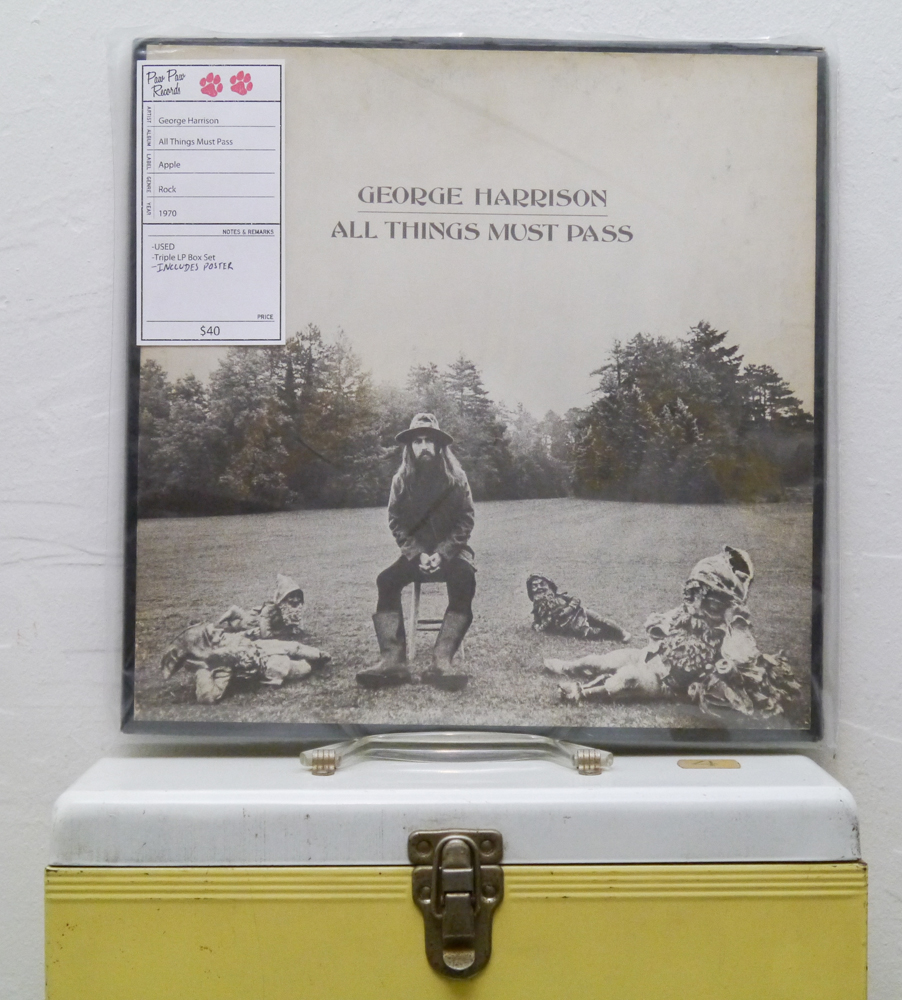 Paw Paw
Records
ARTIST
George Harrison
ALBUM
All Things Must Pass
LABEL
Apple
GENRE
Rock
YEAR
1970
NOTES & REMARKS
-USED
-Triple LP Box Set
-INCLUDES POSTER
PRICE
$40
GEORGE HARRISON
ALL THINGS MUST PASS